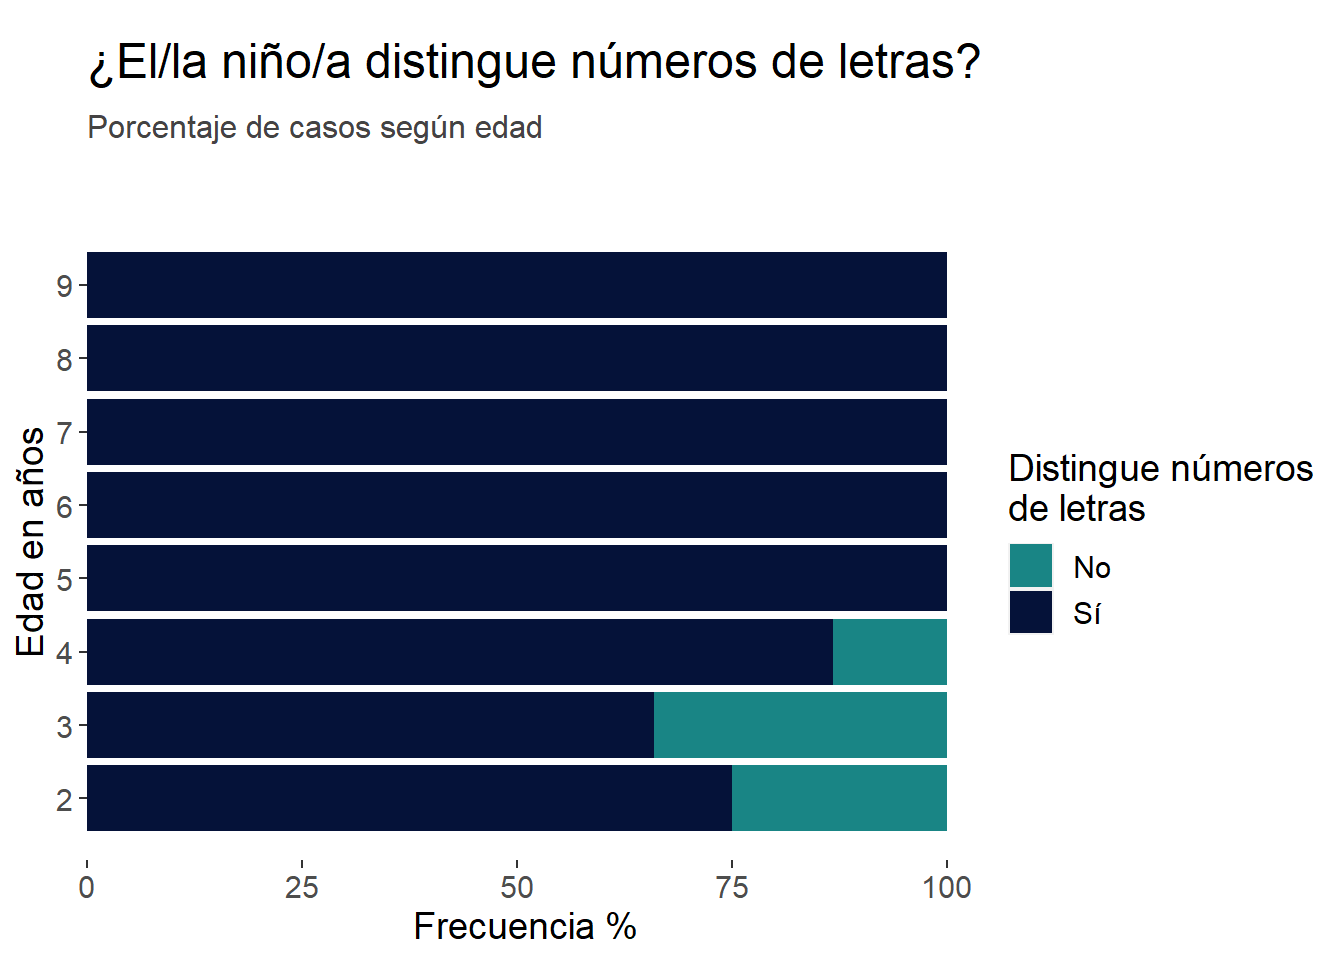 ¿El/la niño/a distingue números de letras?
Porcentaje de casos según edad
9
8
7
6
5
4
3
2
Edad en años
0 25 50 75 100
Frecuencia %
Distingue números
de letras
No
Sí